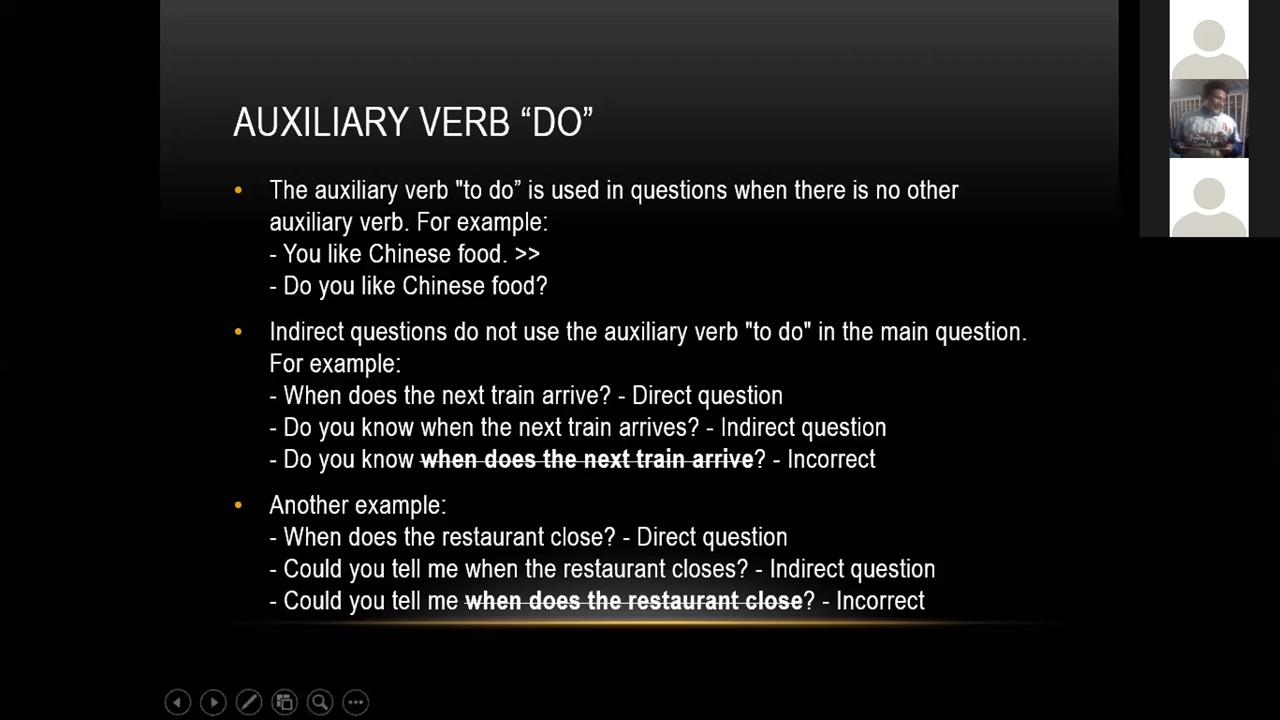 AUXILIARY VERB “DO”
• The auxiliary verb "to do” is used in questions when there is no other
auxiliary verb. For example:
- You like Chinese food. >>
- Do you like Chinese food?
• Indirect questions do not use the auxiliary verb "to do" in the main question.
For example:
- When does the next train arrive? - Direct question
- Do you know when the next train arrives? - Indirect question
- Do you know when does the next train arrive? - Incorrect
• Another example:
- When does the restaurant close? - Direct question
- Could you tell me when the restaurant closes? - Indirect question
- Could you tell me when does the restaurant close? - Incorrect